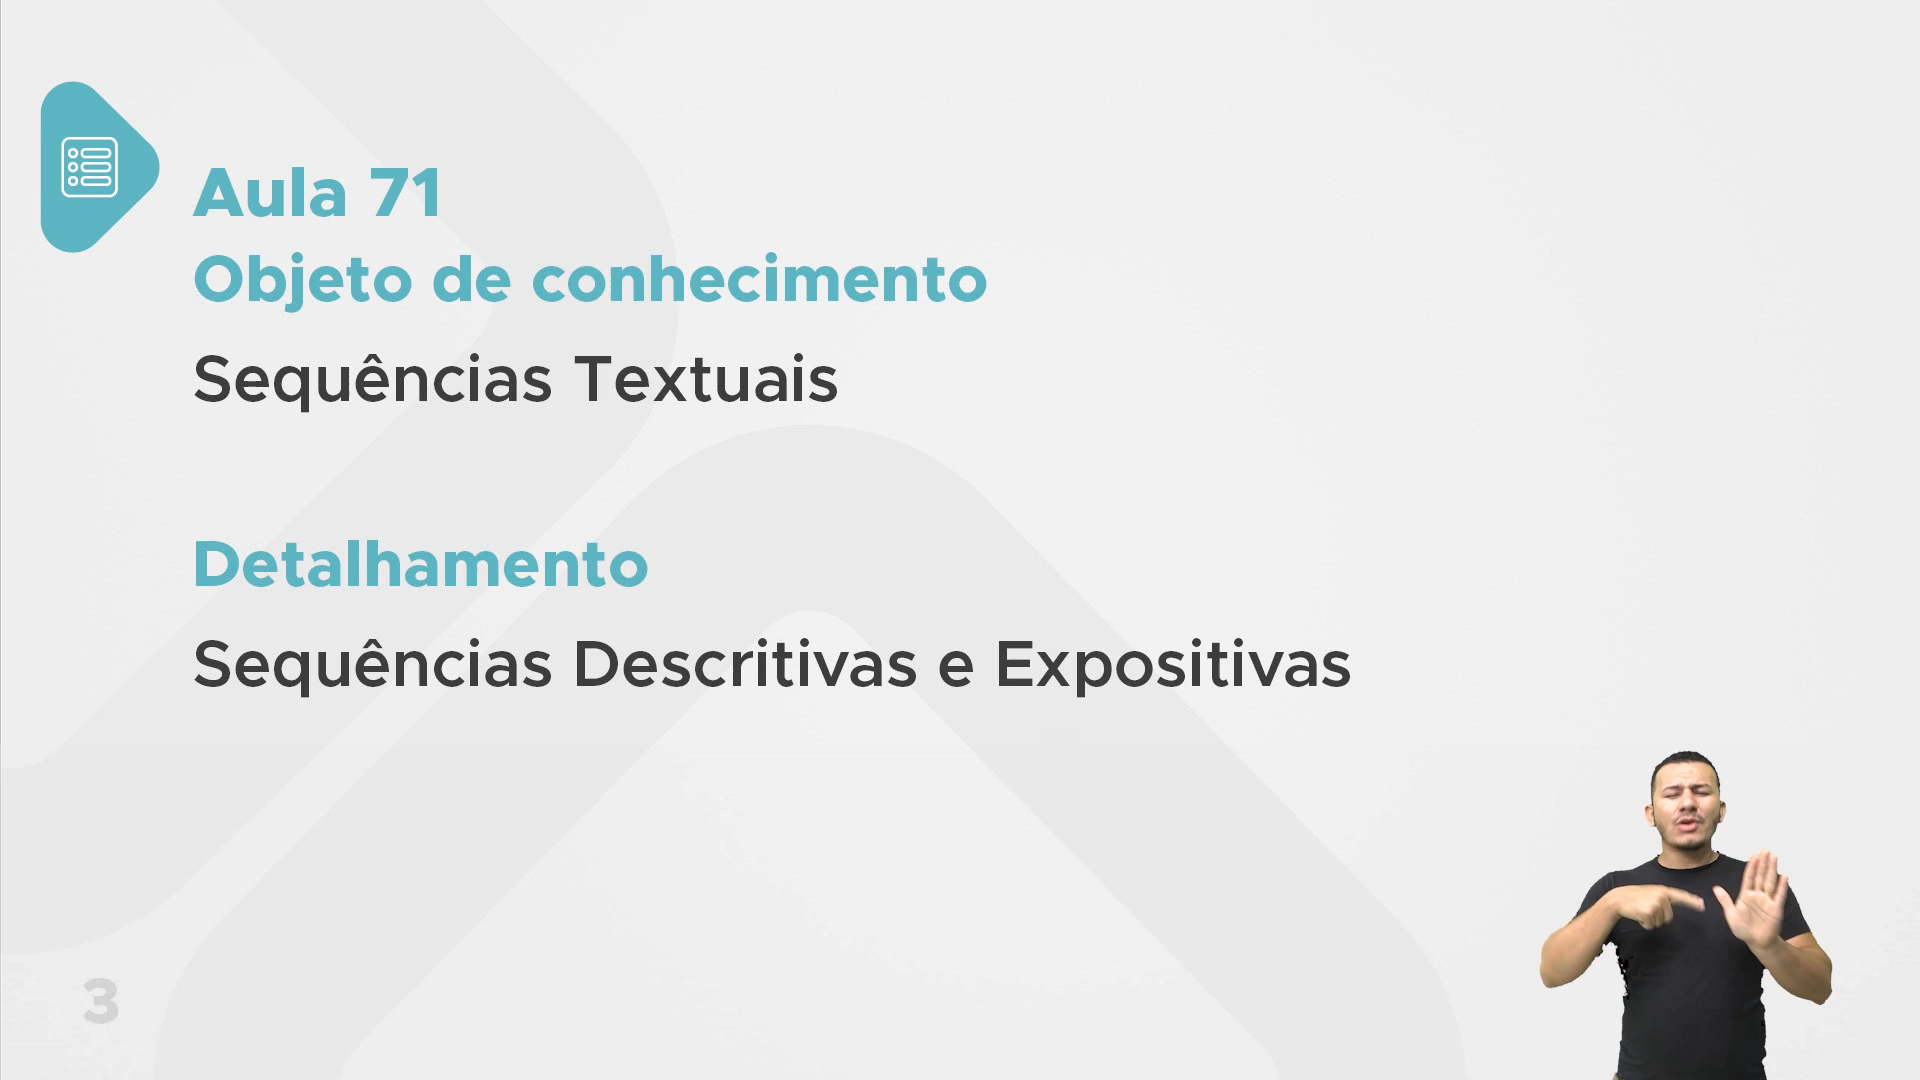 Aula 71
Objeto de conhecimento
Sequências Textuais
Detalhamento
Sequências Descritivas e Expositivas
3